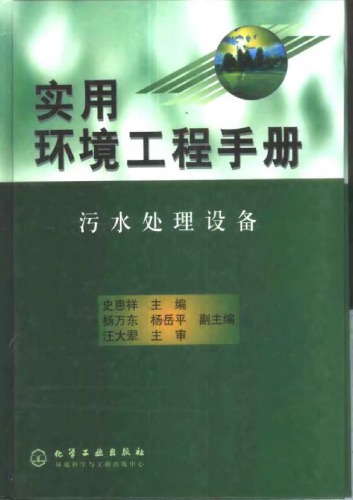 实用
环境工程手册
污水处理设备
史惠祥 主编
杨万东 杨岳平 副主编
汪大翚 主审
化学工业出版社
环境科学与工程出版中心